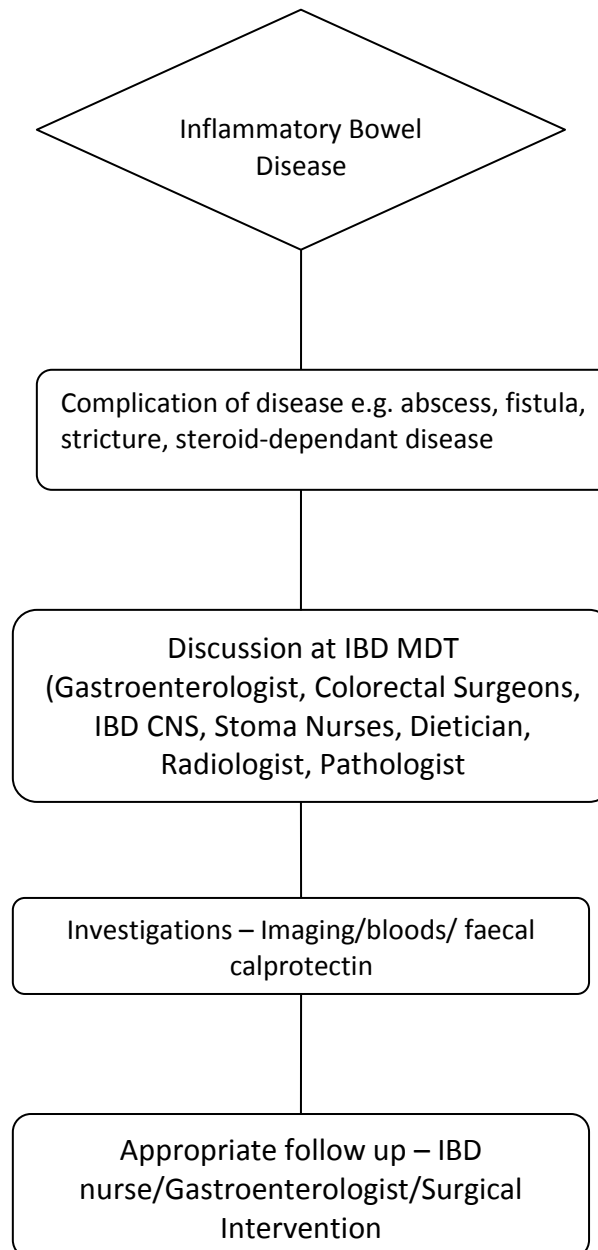 Inflammatory Bowel
Disease
Complication of disease e.g. abscess, fistula,
stricture, steroid-dependant disease
Discussion at IBD MDT
(Gastroenterologist, Colorectal Surgeons,
IBD CNS, Stoma Nurses, Dietician,
Radiologist, Pathologist
Investigations – Imaging/bloods/ faecal
calprotectin
Appropriate follow up – IBD
nurse/Gastroenterologist/Surgical
Intervention